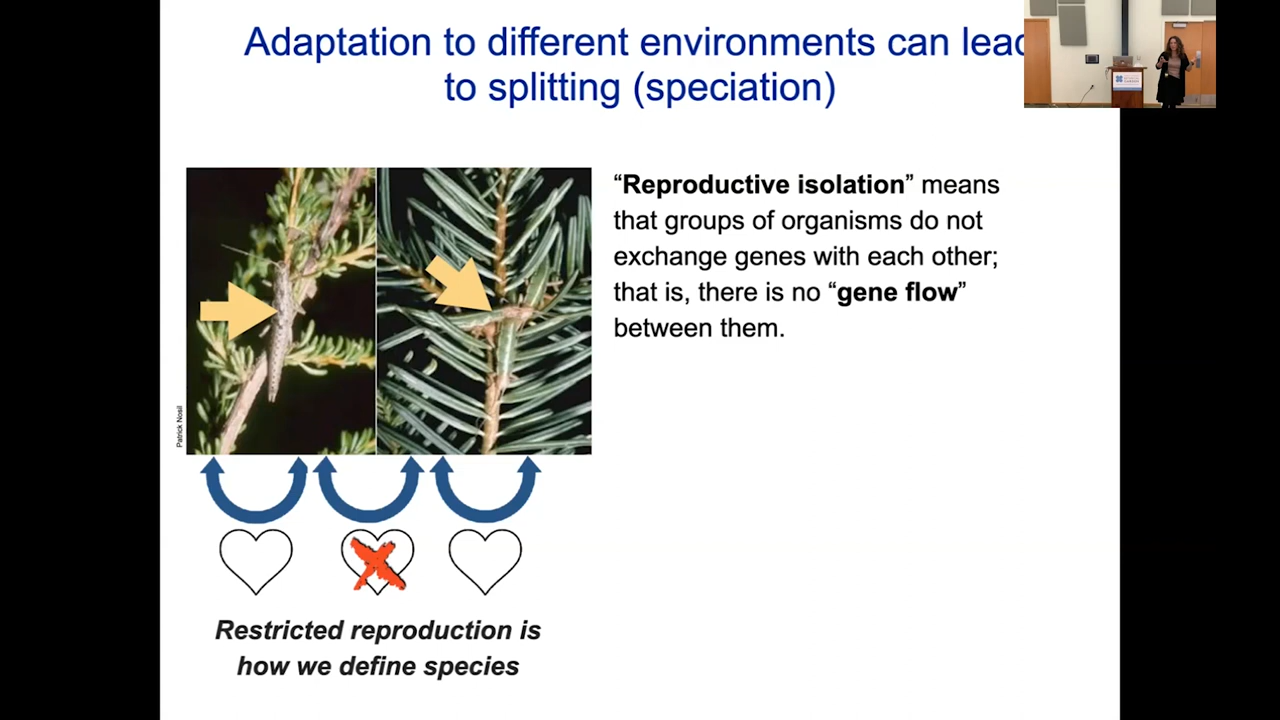 Adaptation to different environments can lead
to splitting (speciation)
“Reproductive isolation” means
that groups of organisms do not
exchange genes with each other;
that is, there is no “gene flow”
between them.
Patrick Nosil
Restricted reproduction is
how we define species